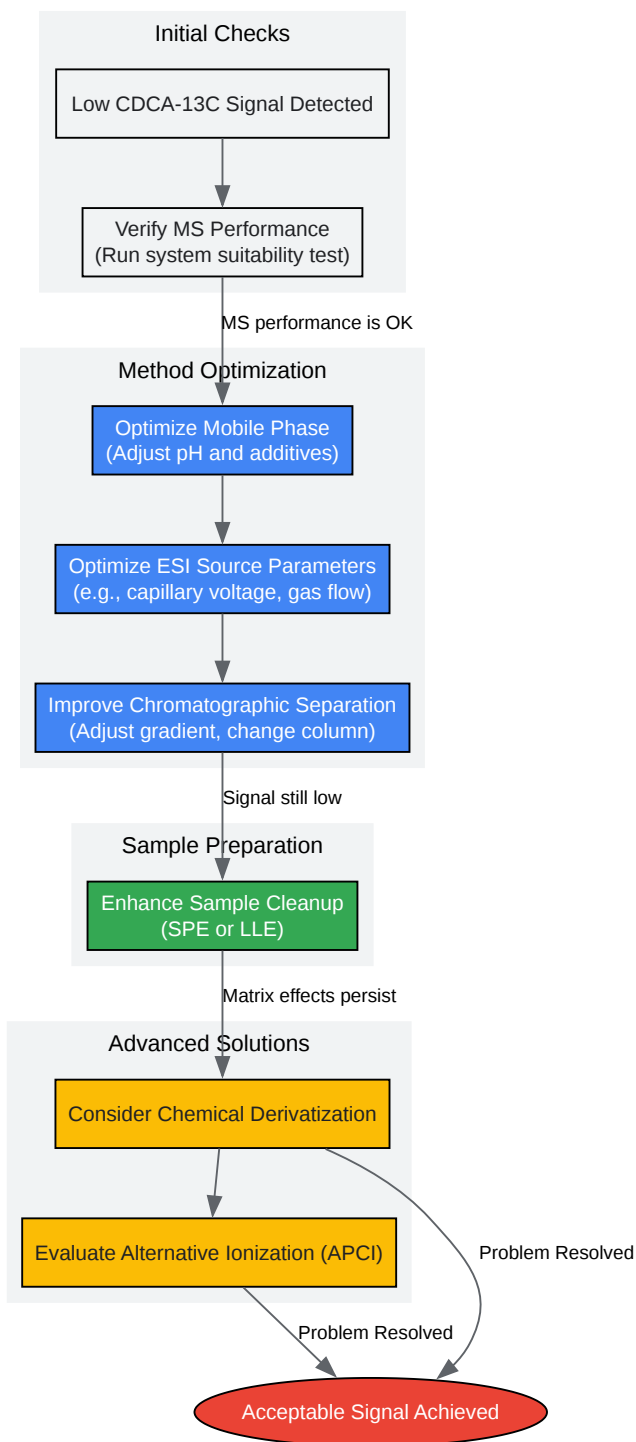 Initial Checks
Low CDCA-13C Signal Detected
Verify MS Performance
(Run system suitability test)
MS performance is OK
Method Optimization
Optimize Mobile Phase
(Adjust pH and additives)
Optimize ESI Source Parameters
(e.g., capillary voltage, gas flow)
Improve Chromatographic Separation
(Adjust gradient, change column)
Signal still low
Sample Preparation
Enhance Sample Cleanup
(SPE or LLE)
Matrix effects persist
Advanced Solutions
Consider Chemical Derivatization
Evaluate Alternative Ionization (APCI)
Problem Resolved
Problem Resolved
Acceptable Signal Achieved